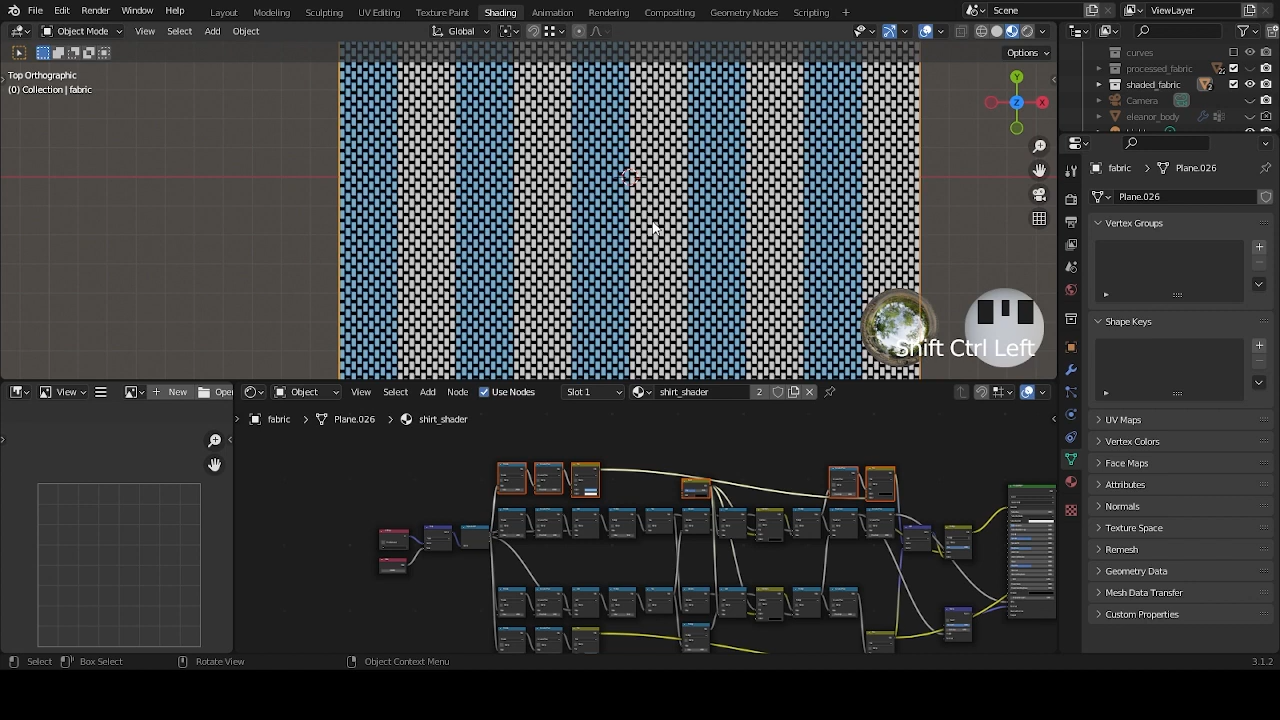 File Edit Render Window Help Layout Modeling Sculpting UV Editing Texture Paint Shading Animation Rendering Compositing Geometry Nodes Scripting + Scene ViewLayer
Object Mode View Select Add Object Global Options
Top Orthographic
(0) Collection | fabric
Y
Z
X
Shift Ctrl Left
curves
processed_fabric
shaded_fabric
Camera
eleanor_body
fabric Plane.026
Plane.026
Vertex Groups
Shape Keys
UV Maps
Vertex Colors
Face Maps
Attributes
Normals
Texture Space
Remesh
Geometry Data
Mesh Data Transfer
Custom Properties
View New Ope
Object View Select Add Node Use Nodes Slot 1 shirt_shader 2
fabric Plane.026 shirt_shader
Select Box Select Rotate View Object Context Menu 3.1.2